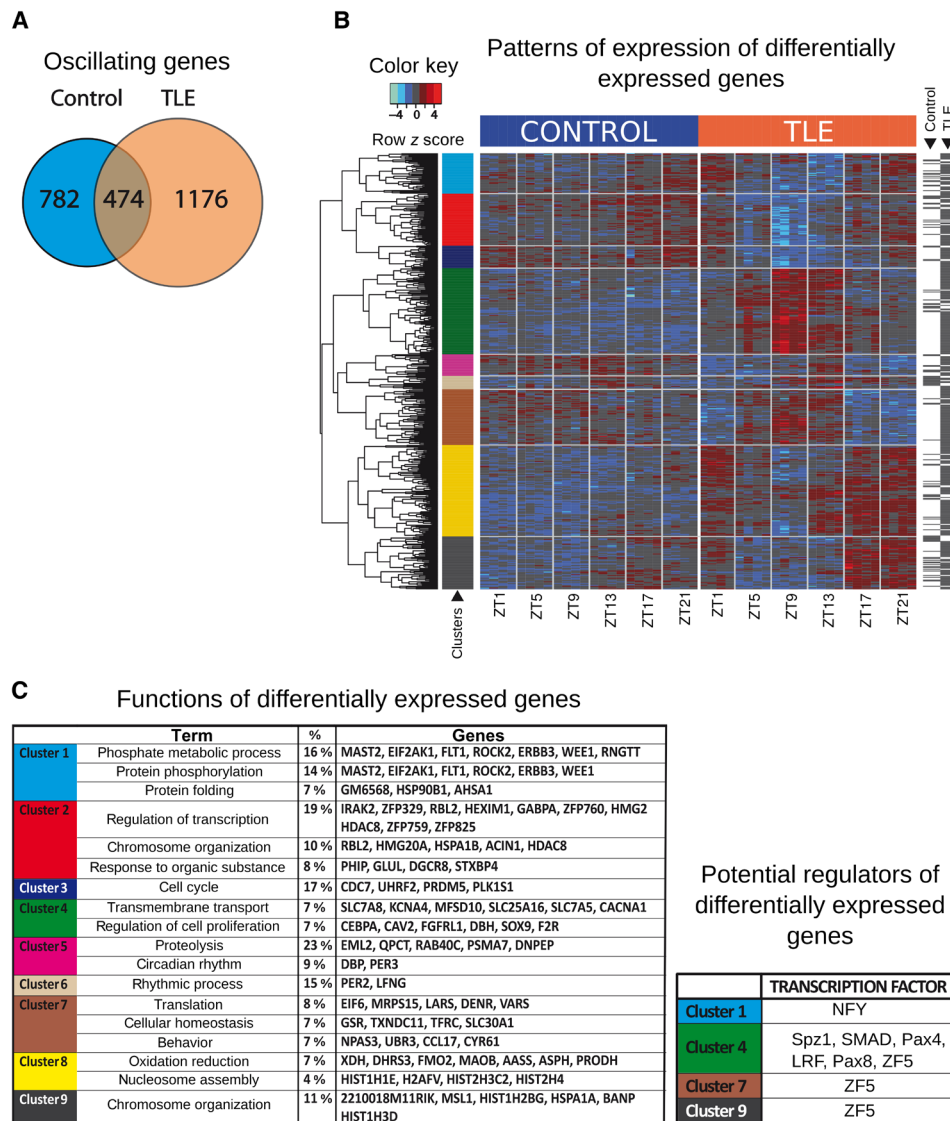 A
Oscillating genes
Control TLE
782 474 1176
B
Patterns of expression of differentially
expressed genes
Color key
−4 0 4
Row z score
CONTROL TLE
Control
TLE
Clusters
ZT1 ZT5 ZT9 ZT13 ZT17 ZT21 ZT1 ZT5 ZT9 ZT13 ZT17 ZT21
C
Functions of differentially expressed genes
Term % Genes
Cluster 1 Phosphate metabolic process 16 % MAST2, EIF2AK1, FLT1, ROCK2, ERBB3, WEE1, RNGTT
Protein phosphorylation 14 % MAST2, EIF2AK1, FLT1, ROCK2, ERBB3, WEE1
Protein folding 7 % GM6568, HSP90B1, AHSA1
Cluster 2 Regulation of transcription 19 % IRAK2, ZFP329, RBL2, HEXIM1, GABPA, ZFP760, HMG2
HDAC8, ZFP759, ZFP825
Chromosome organization 10 % RBL2, HMG20A, HSPA1B, ACIN1, HDAC8
Response to organic substance 8 % PHIP, GLUL, DGCR8, STXBP4
Cluster 3 Cell cycle 17 % CDC7, UHRF2, PRDM5, PLK1S1
Cluster 4 Transmembrane transport 7 % SLC7A8, KCNA4, MFSD10, SLC25A16, SLC7A5, CACNA1
Regulation of cell proliferation 7 % CEBPA, CAV2, FGFRL1, DBH, SOX9, F2R
Cluster 5 Proteolysis 23 % EML2, QPCT, RAB40C, PSMA7, DNPEP
Circadian rhythm 9 % DBP, PER3
Cluster 6 Rhythmic process 15 % PER2, LFNG
Cluster 7 Translation 8 % EIF6, MRPS15, LARS, DENR, VARS
Cellular homeostasis 7 % GSR, TXNDC11, TFRC, SLC30A1
Behavior 7 % NPAS3, UBR3, CCL17, CYR61
Cluster 8 Oxidation reduction 7 % XDH, DHRS3, FMO2, MAOB, AASS, ASPH, PRODH
Nucleosome assembly 4 % HIST1H1E, H2AFV, HIST2H3C2, HIST2H4
Cluster 9 Chromosome organization 11 % 2210018M11RIK, MSL1, HIST1H2BG, HSPA1A, BANP
HIST1H3D
Potential regulators of
differentially expressed
genes
TRANSCRIPTION FACTOR
Cluster 1 NFY
Cluster 4 Spz1, SMAD, Pax4,
LRF, Pax8, ZF5
Cluster 7 ZF5
Cluster 9 ZF5